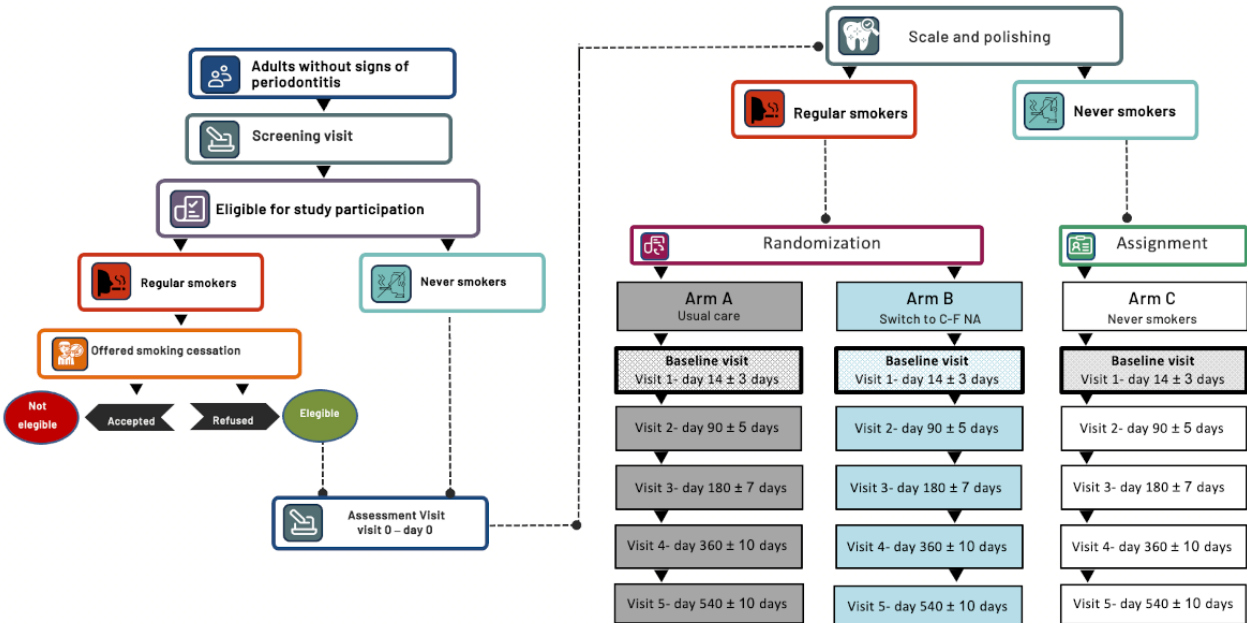 Adults without signs of
periodontitis
Screening visit
Eligible for study participation
Regular smokers
Never smokers
Offered smoking cessation
Not
elegible
Accepted
Refused
Elegible
Assessment Visit
visit 0 – day 0
Scale and polishing
Regular smokers
Never smokers
Randomization
Assignment
Arm A
Usual care
Baseline visit
Visit 1- day 14 ± 3 days
Visit 2- day 90 ± 5 days
Visit 3- day 180 ± 7 days
Visit 4- day 360 ± 10 days
Visit 5- day 540 ± 10 days
Arm B
Switch to C-F NA
Baseline visit
Visit 1- day 14 ± 3 days
Visit 2- day 90 ± 5 days
Visit 3- day 180 ± 7 days
Visit 4- day 360 ± 10 days
Visit 5- day 540 ± 10 days
Arm C
Never smokers
Baseline visit
Visit 1- day 14 ± 3 days
Visit 2- day 90 ± 5 days
Visit 3- day 180 ± 7 days
Visit 4- day 360 ± 10 days
Visit 5- day 540 ± 10 days